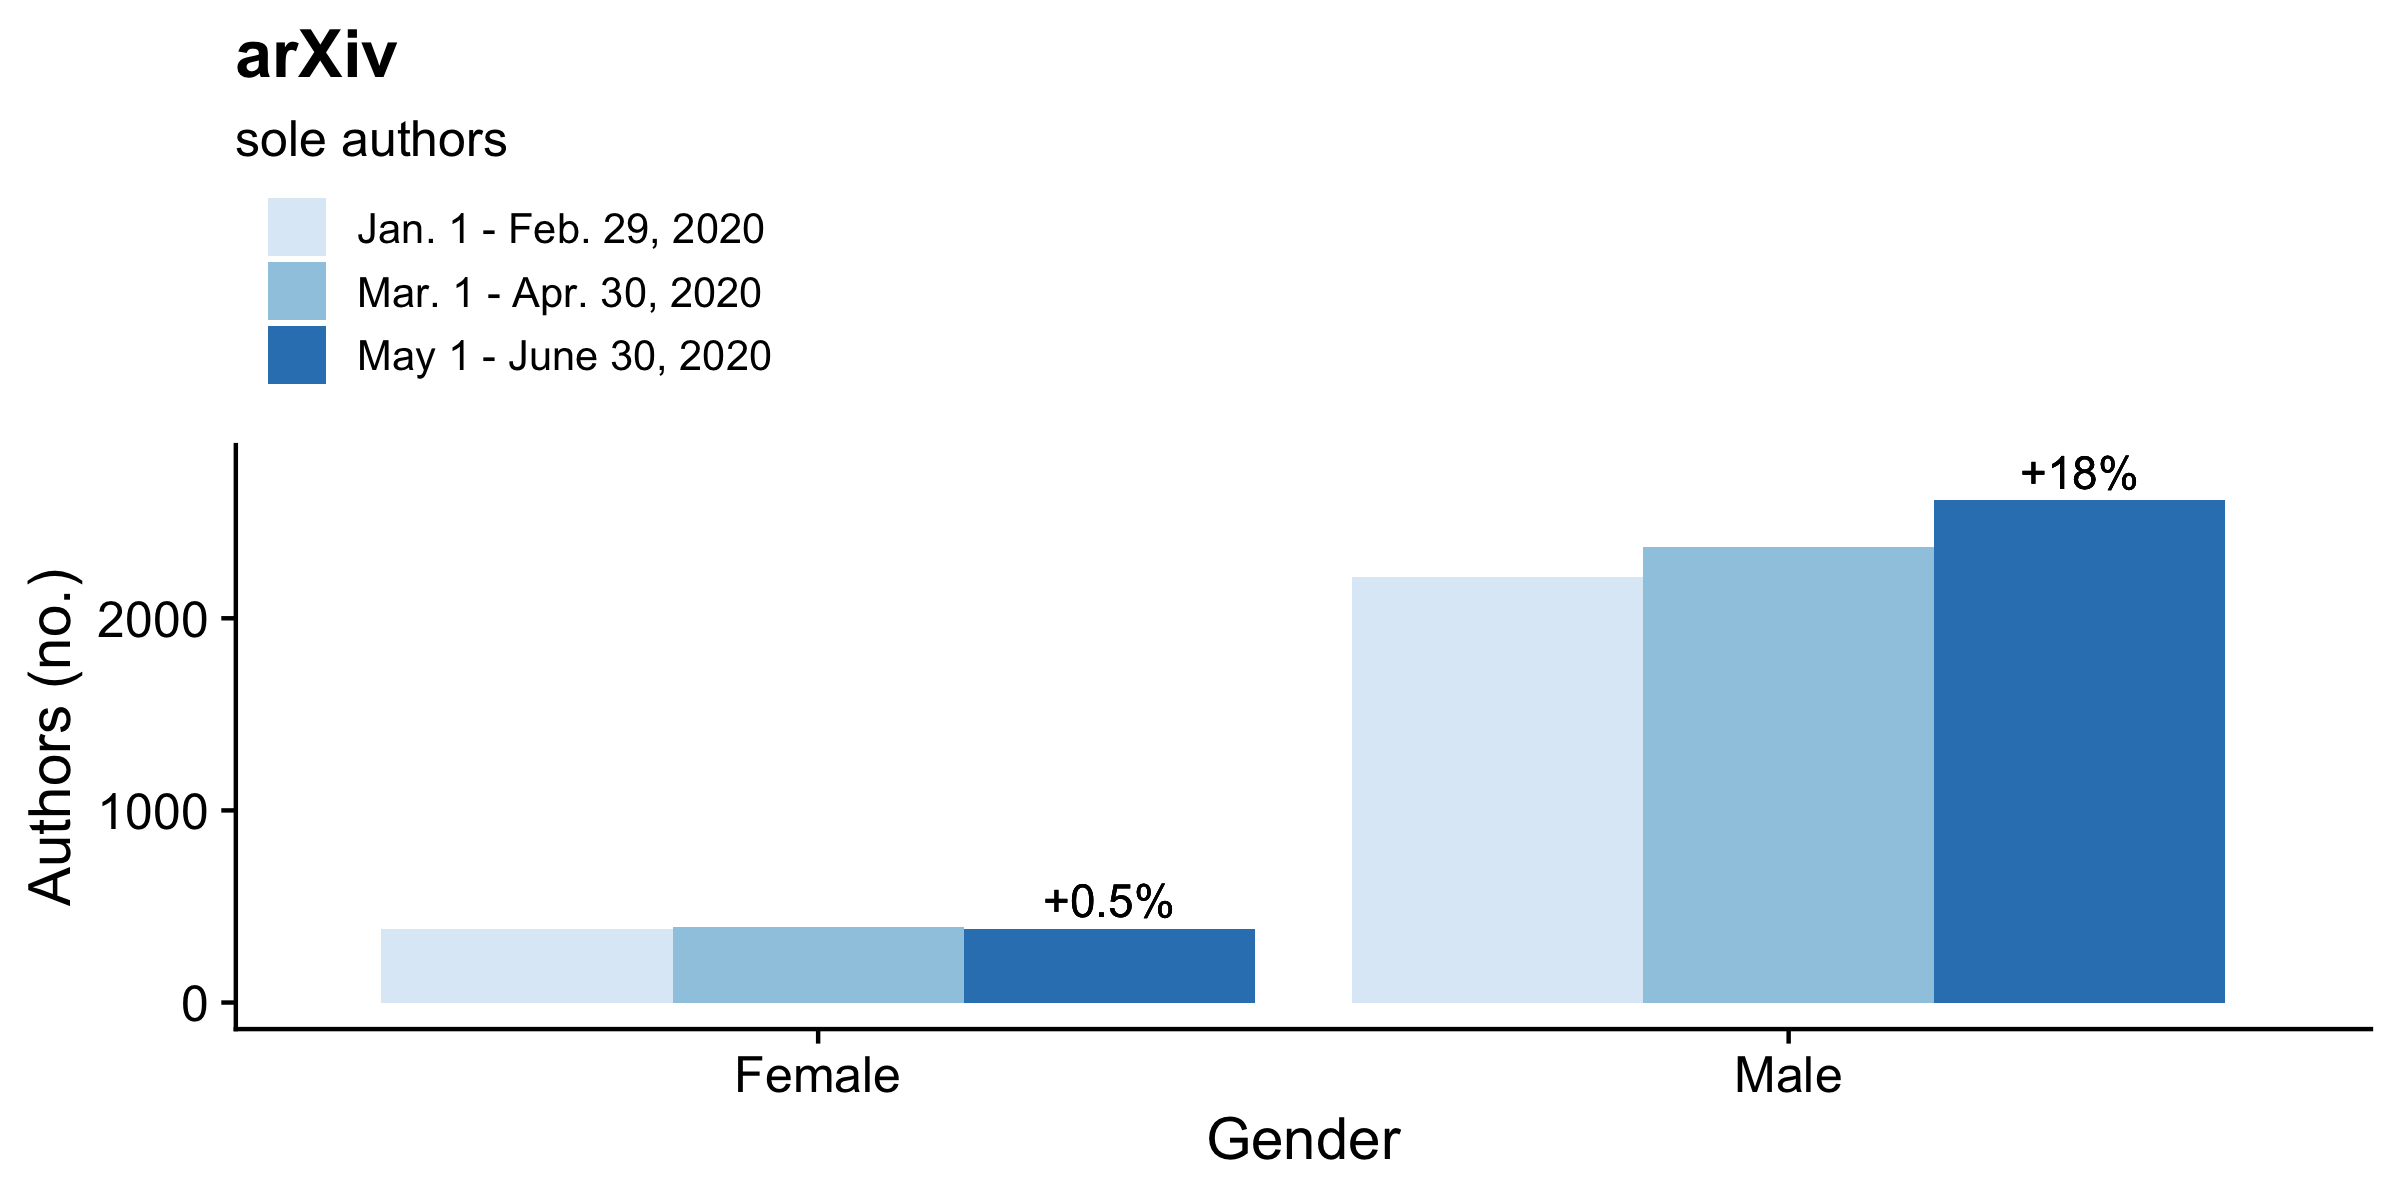 arXiv
sole authors
Jan. 1 - Feb. 29, 2020
Mar. 1 - Apr. 30, 2020
May 1 - June 30, 2020
+18%
2000
1000
+0.5%
0
Authors (no.)
Female
Male
Gender